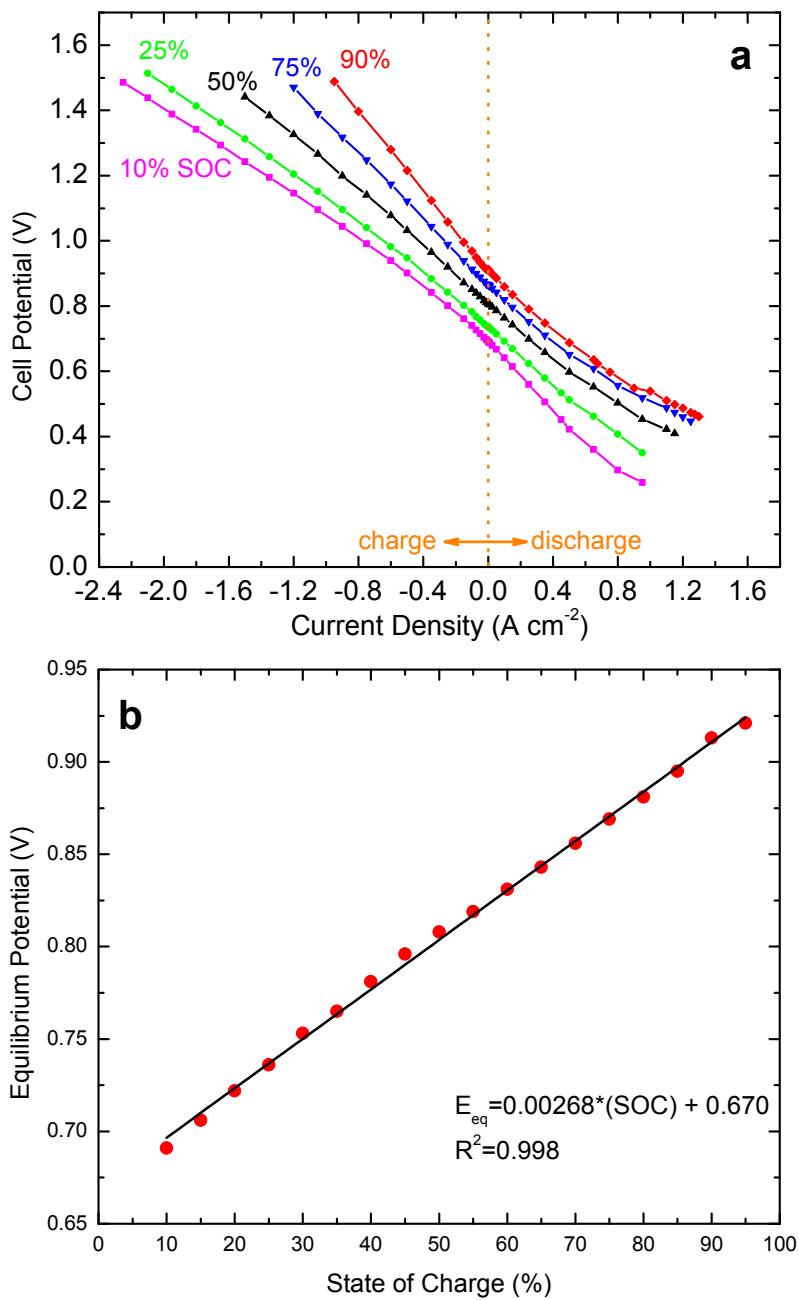 a
1.6
1.4
1.2
1.0
0.8
0.6
0.4
0.2
0.0
Cell Potential (V)
25%
50%
75%
90%
10% SOC
charge
discharge
-2.4 -2.0 -1.6 -1.2 -0.8 -0.4 0.0 0.4 0.8 1.2 1.6
Current Density (A cm⁻²)
b
0.95
0.90
0.85
0.80
0.75
0.70
0.65
Equilibrium Potential (V)
E_eq=0.00268*(SOC) + 0.670
R²=0.998
0 10 20 30 40 50 60 70 80 90 100
State of Charge (%)